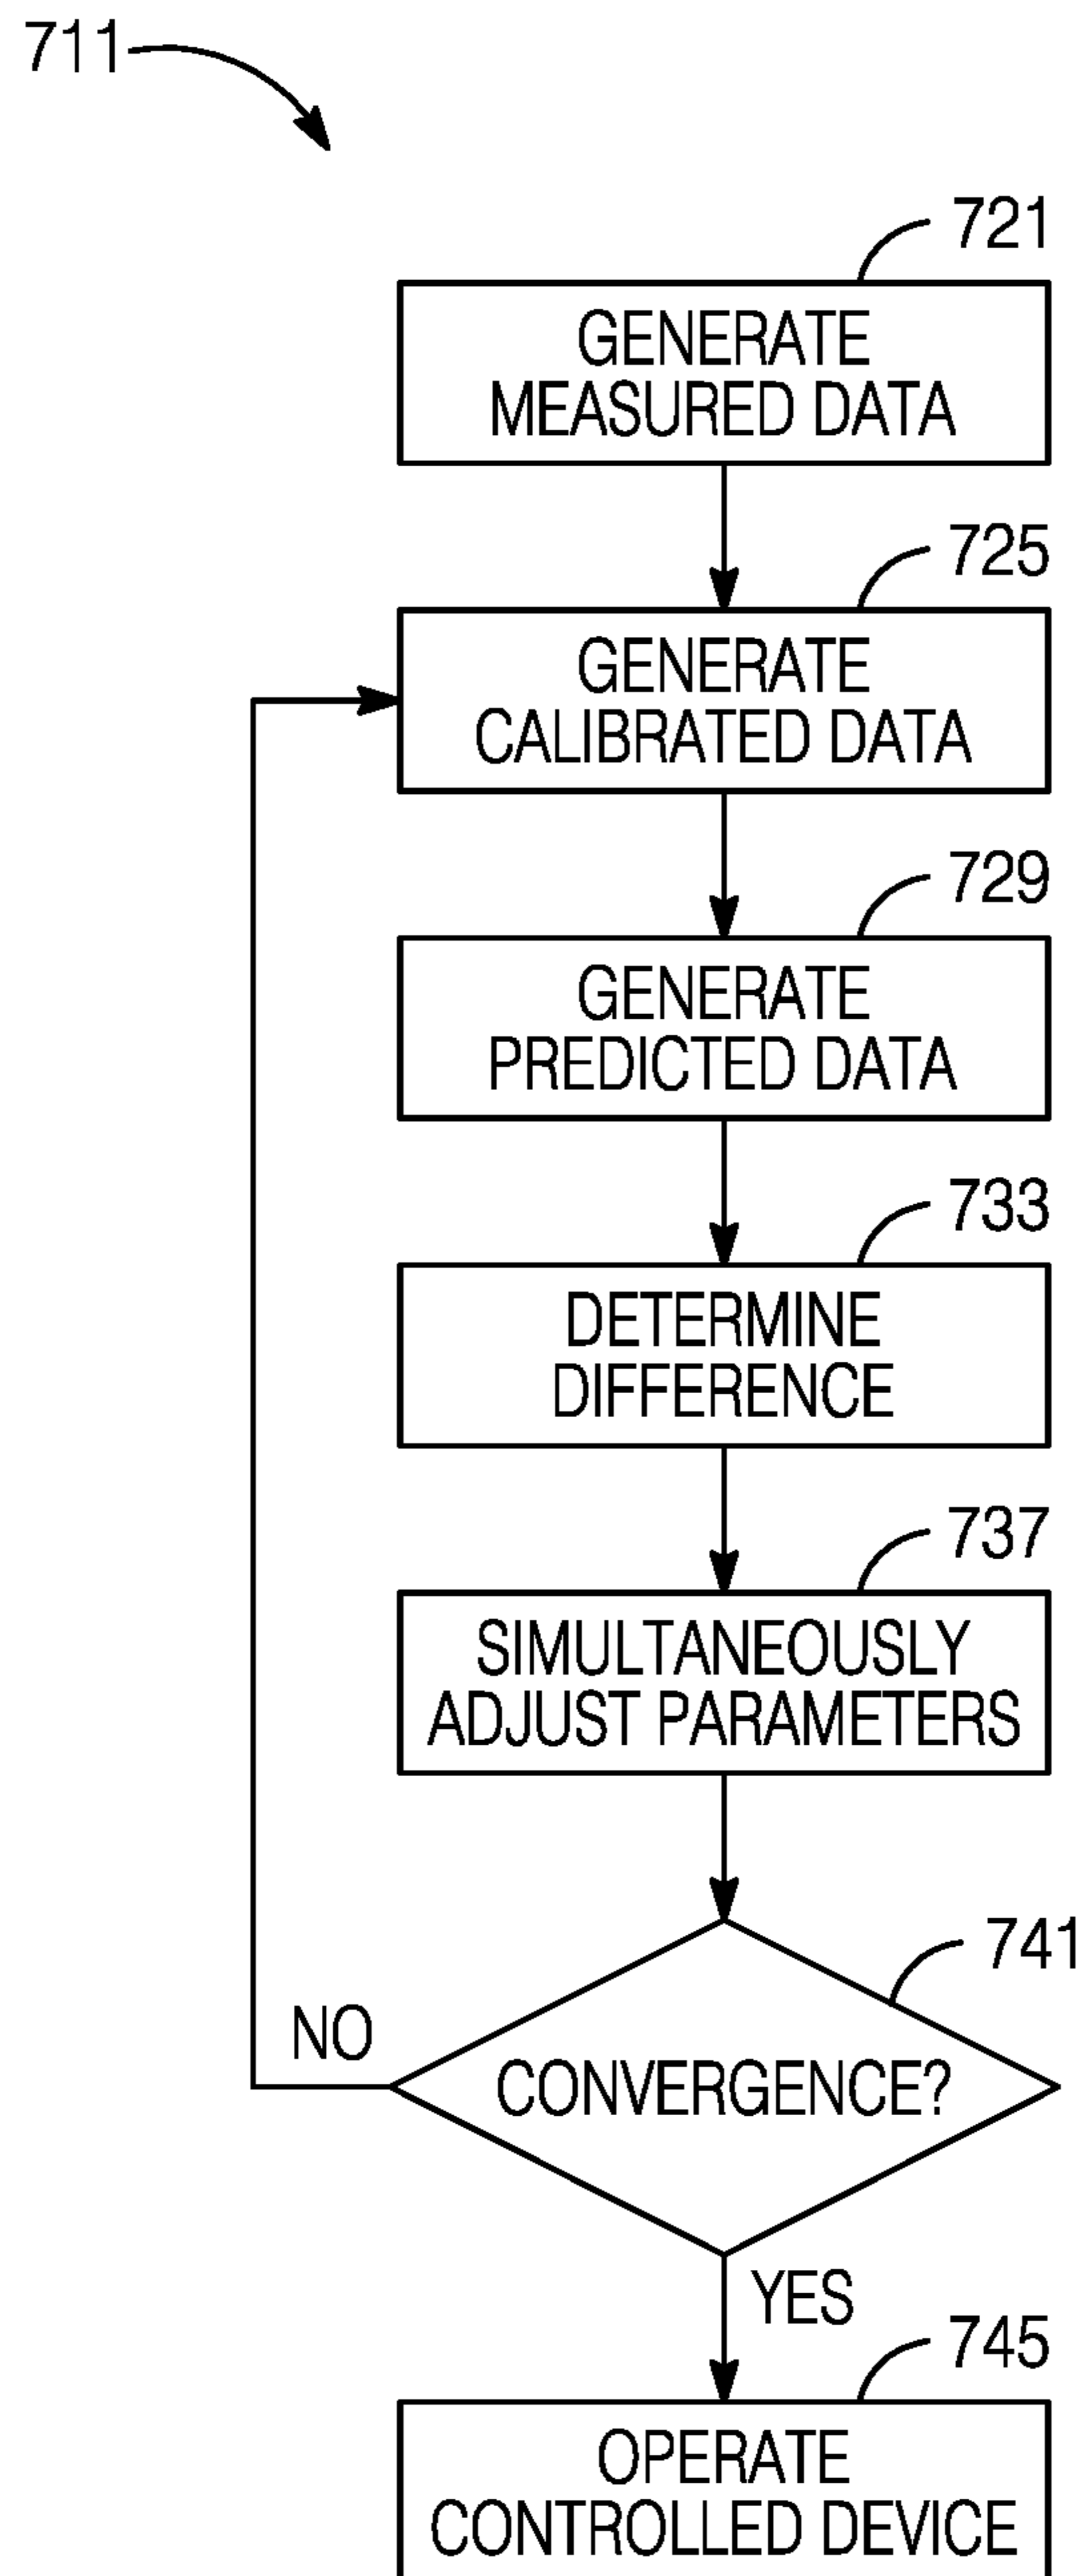 711
721
GENERATE
MEASURED DATA
725
GENERATE
CALIBRATED DATA
729
GENERATE
PREDICTED DATA
733
DETERMINE
DIFFERENCE
737
SIMULTANEOUSLY
ADJUST PARAMETERS
741
NO
CONVERGENCE?
YES
745
OPERATE
CONTROLLED DEVICE